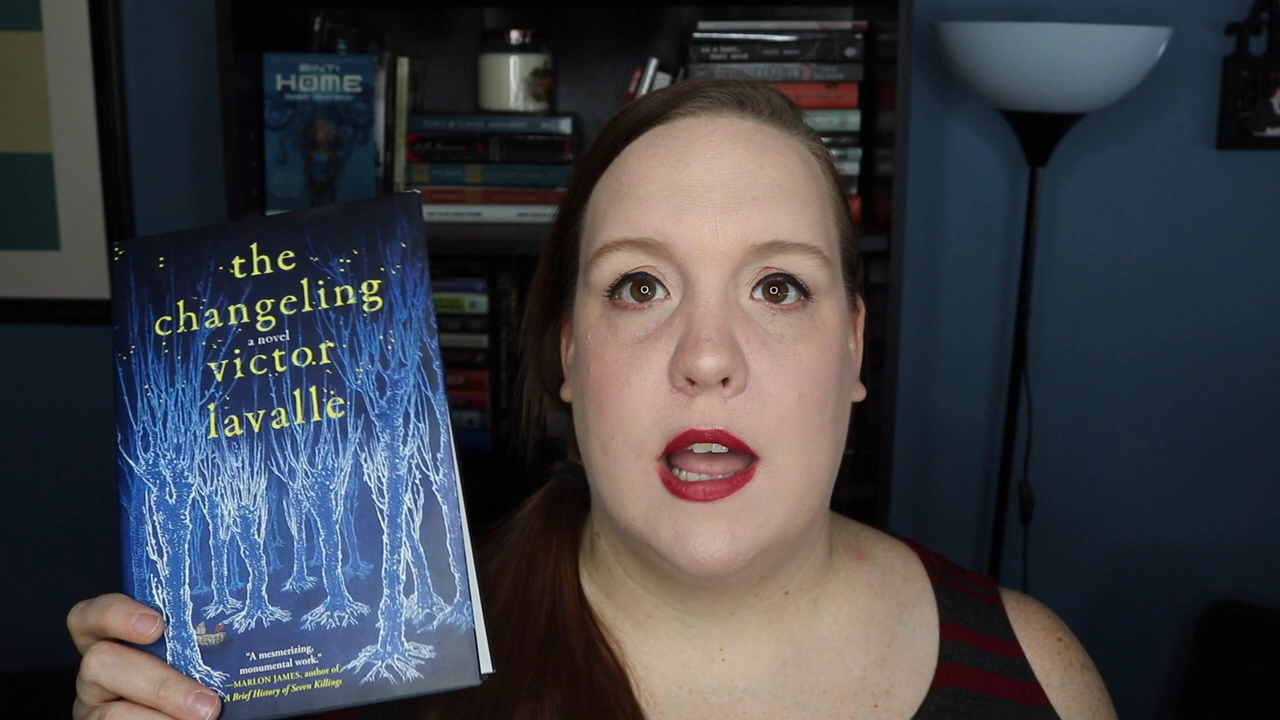 BINTI
HOME
the
changeling
a novel
victor
lavalle
“A mesmerizing,
monumental work.”
—MARLON JAMES, author of
A Brief History of Seven Killings